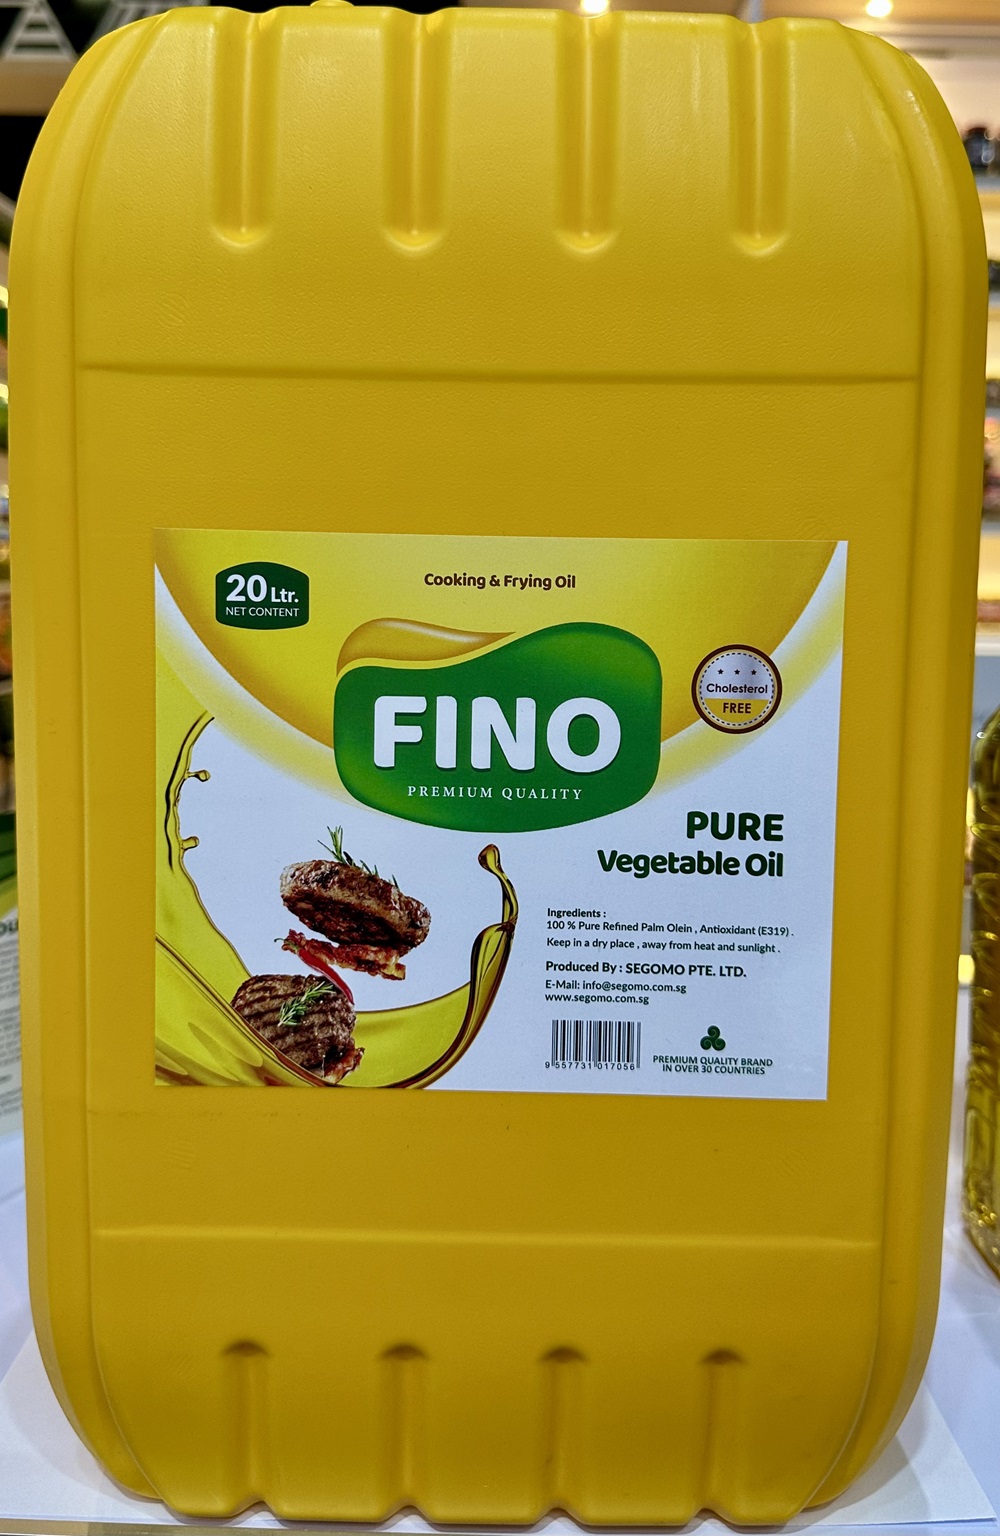 20 Ltr.
NET CONTENT
Cooking & Frying Oil
FINO
PREMIUM QUALITY
Cholesterol
FREE
PURE
Vegetable Oil
Ingredients :
100 % Pure Refined Palm Olein , Antioxidant (E319) .
Keep in a dry place , away from heat and sunlight .
Produced By : SEGOMO PTE. LTD.
E-Mail: info@segomo.com.sg
www.segomo.com.sg
9 557731 017056
PREMIUM QUALITY BRAND
IN OVER 30 COUNTRIES